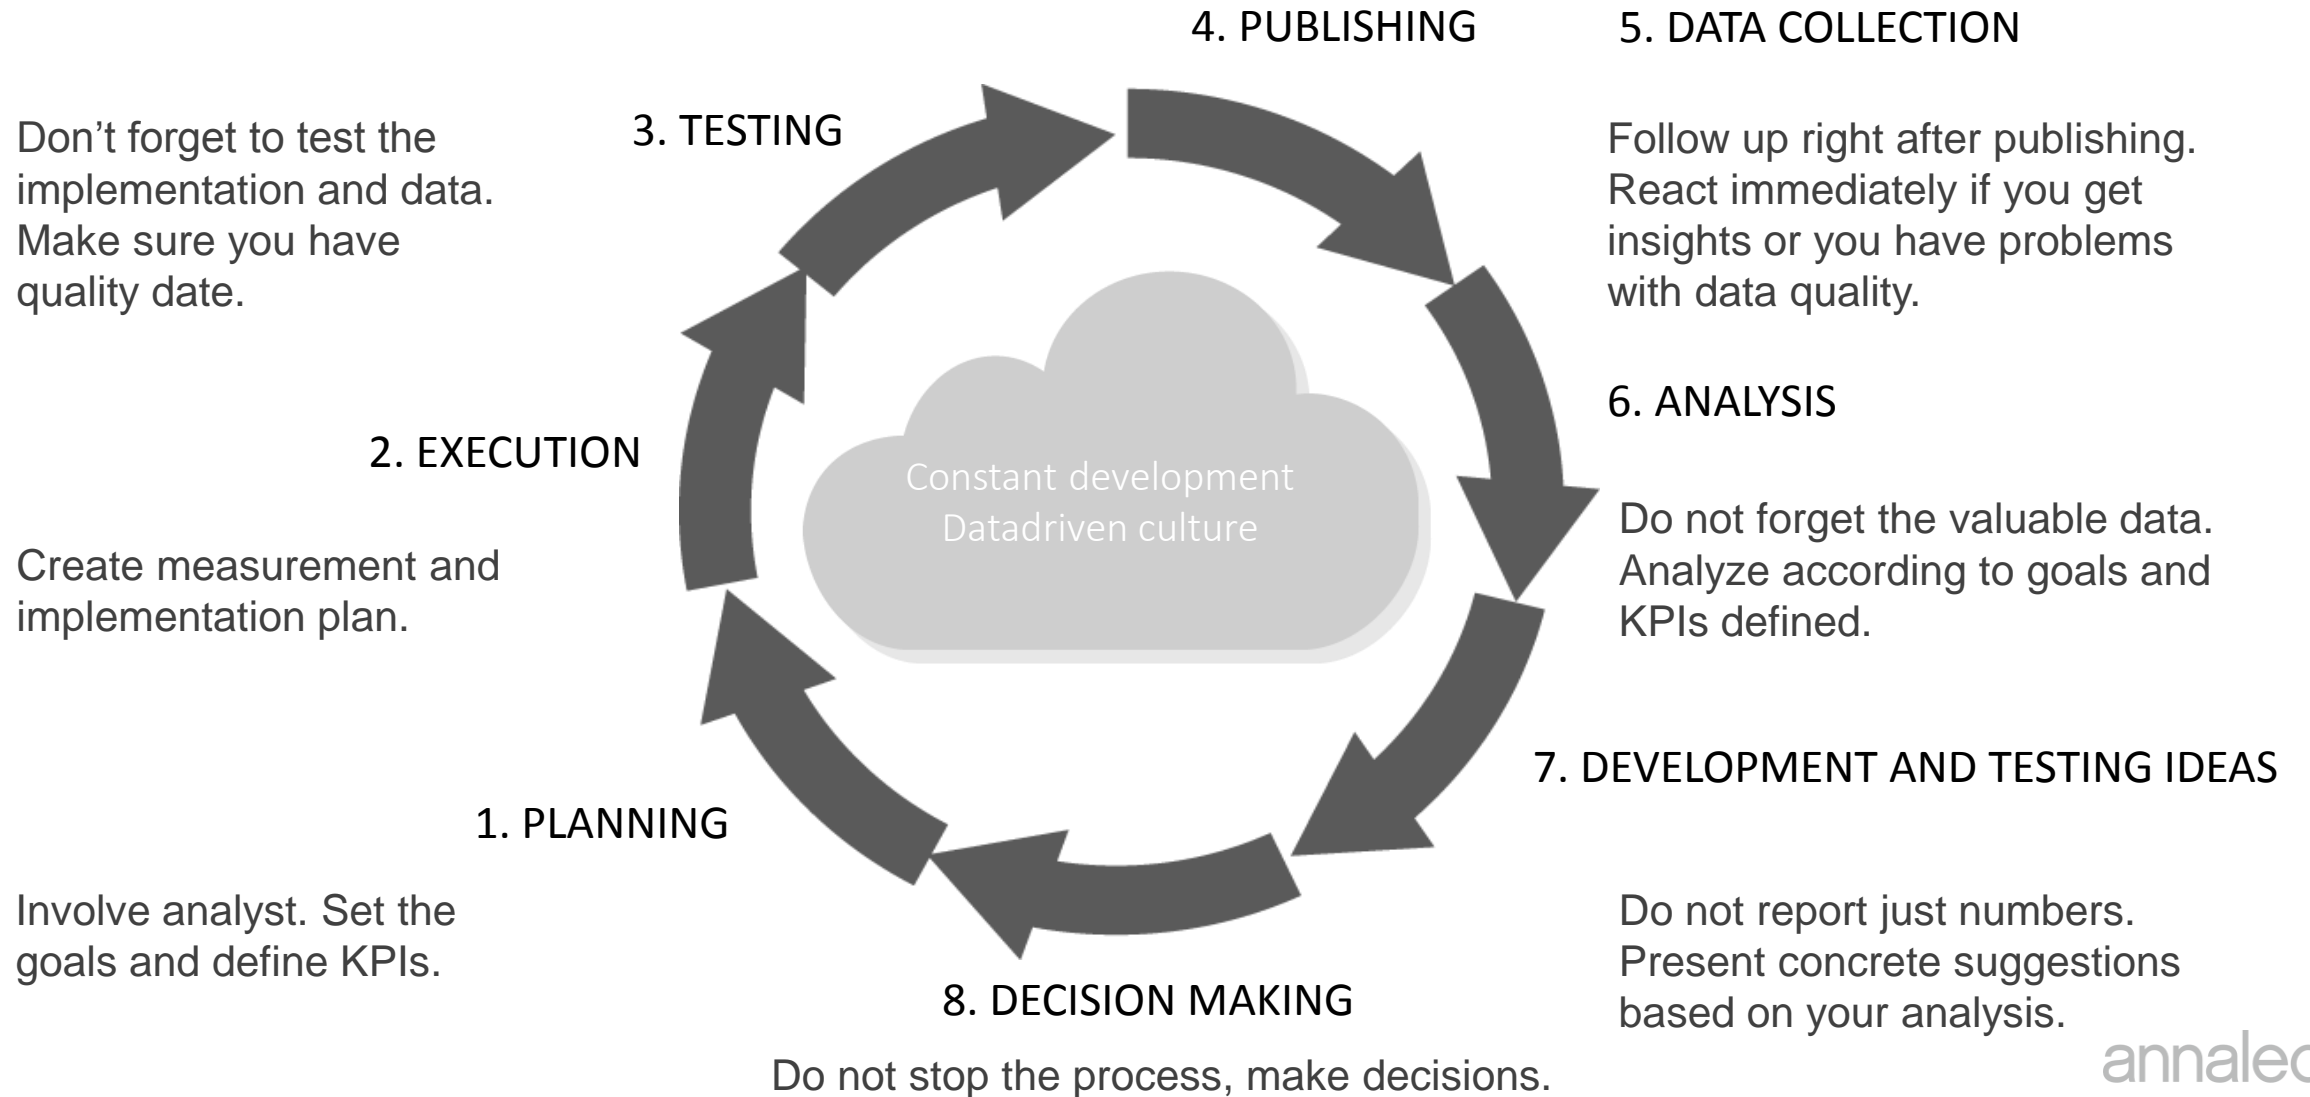 4. PUBLISHING
5. DATA COLLECTION
3. TESTING
Don’t forget to test the
implementation and data.
Make sure you have
quality date.
Follow up right after publishing.
React immediately if you get
insights or you have problems
with data quality.
2. EXECUTION
6. ANALYSIS
Constant development
Datadriven culture
Create measurement and
implementation plan.
Do not forget the valuable data.
Analyze according to goals and
KPIs defined.
1. PLANNING
7. DEVELOPMENT AND TESTING IDEAS
Involve analyst. Set the
goals and define KPIs.
Do not report just numbers.
Present concrete suggestions
based on your analysis.
8. DECISION MAKING
Do not stop the process, make decisions.
annalec